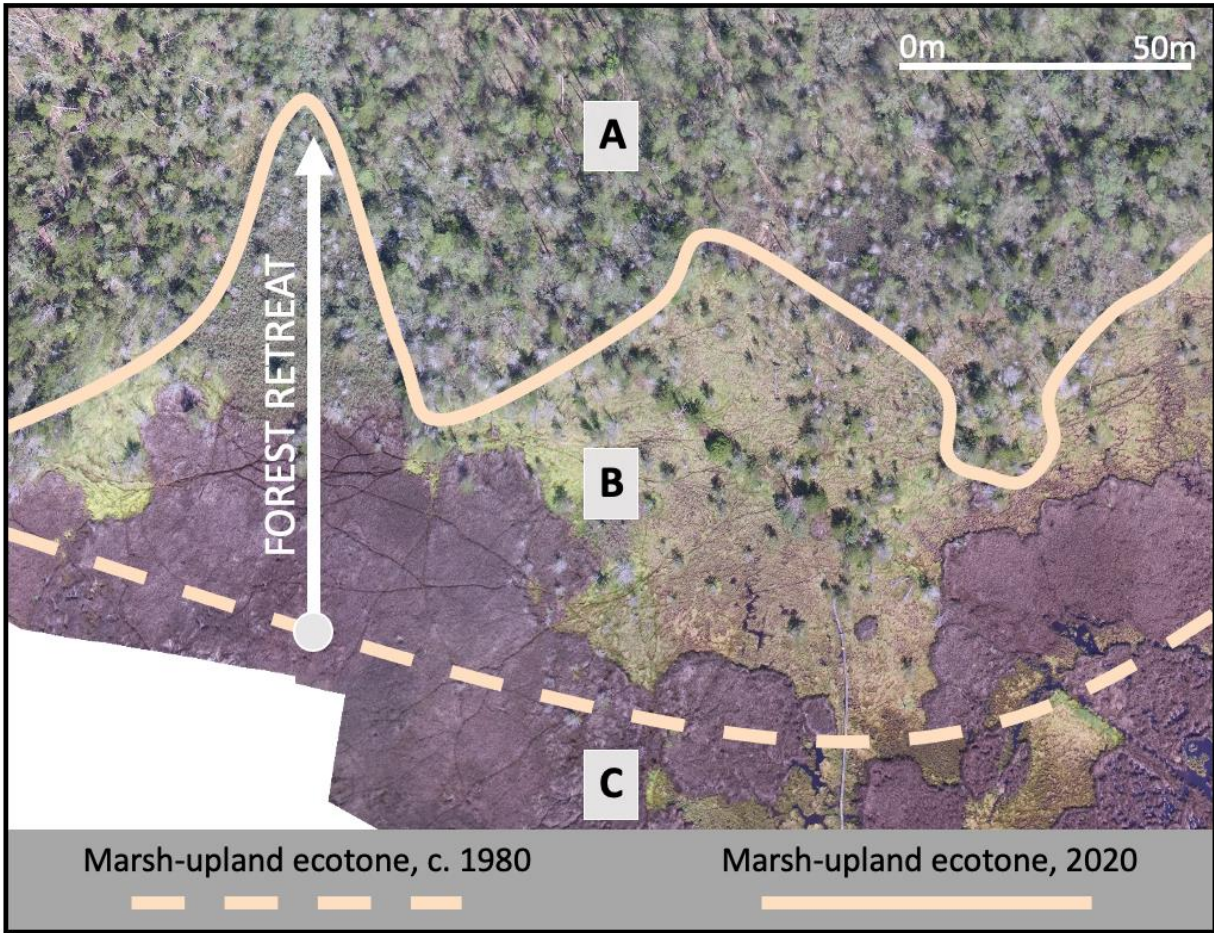 0m 50m
A
FOREST RETREAT
B
C
Marsh-upland ecotone, c. 1980 Marsh-upland ecotone, 2020